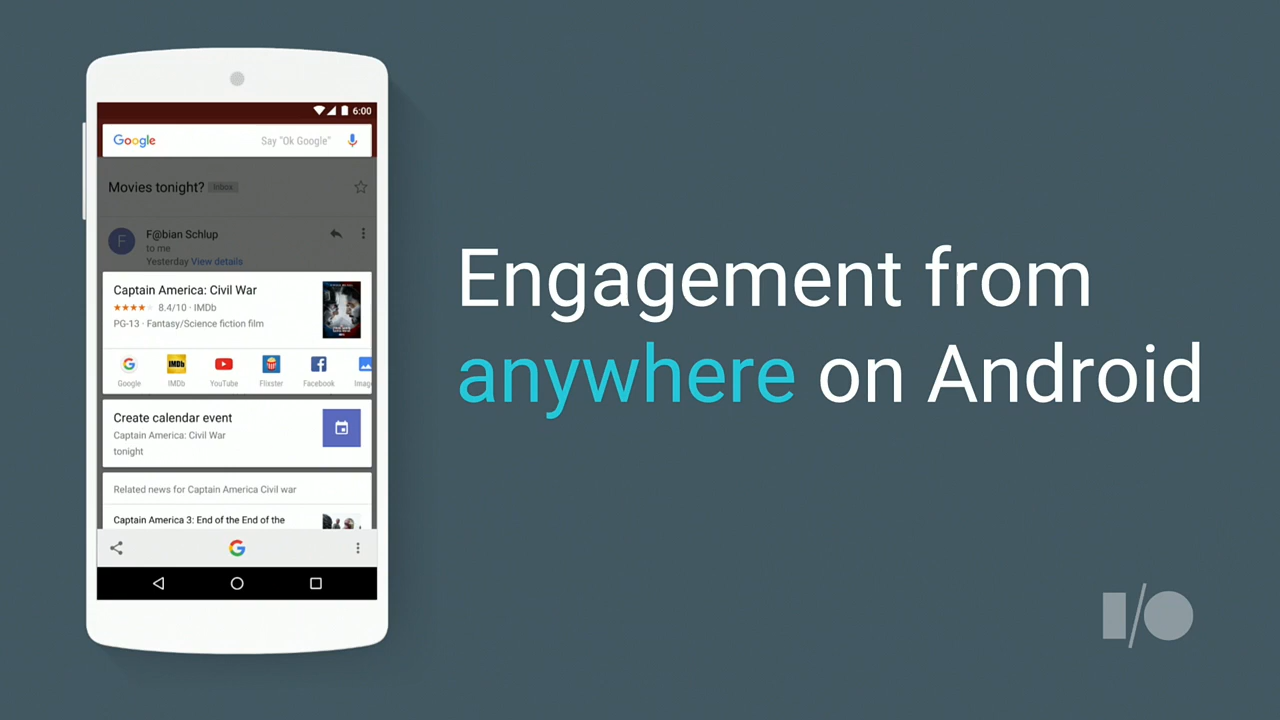 6:00
Google Say "Ok Google"
Movies tonight? Inbox
F F@bian Schlup
to me
Yesterday View details
Captain America: Civil War
8.4/10 · IMDb
PG-13 · Fantasy/Science fiction film
IMDb
Google IMDb YouTube Flixster Facebook Imag
Create calendar event
Captain America: Civil War
tonight
Related news for Captain America Civil war
Captain America 3: End of the End of the
G
Engagement from
anywhere on Android
I/O